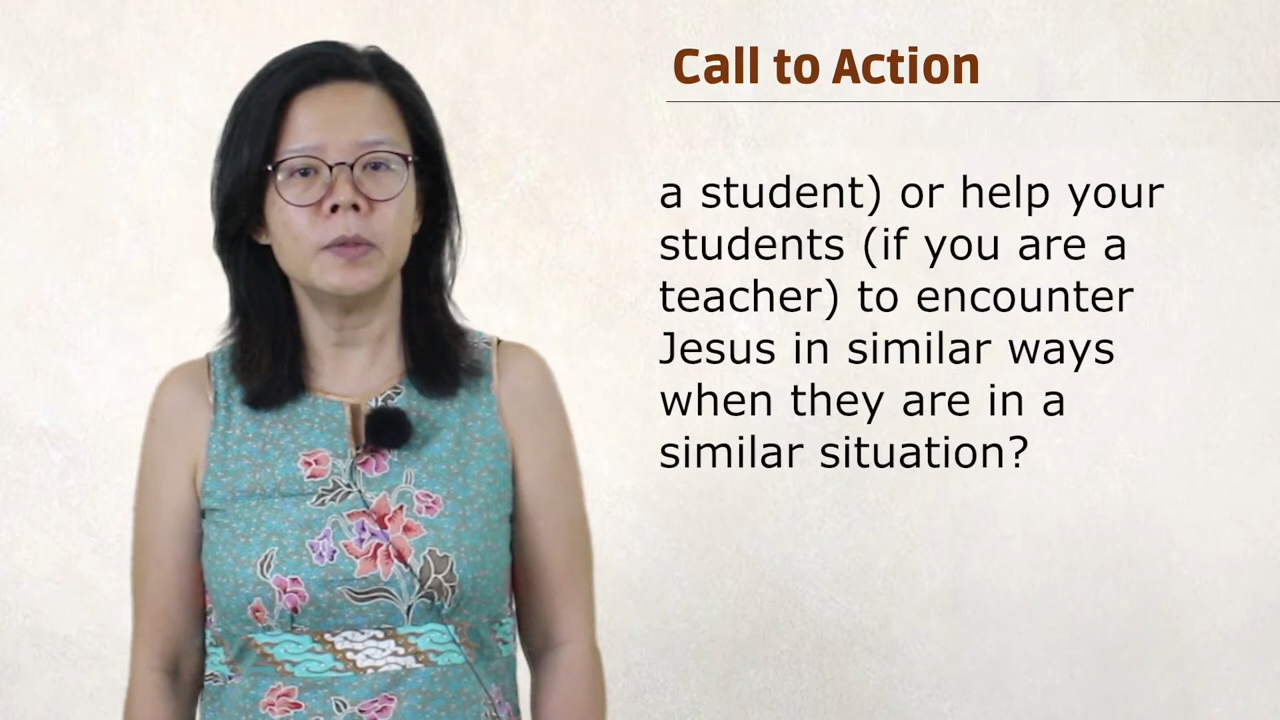 Call to Action
a student) or help your
students (if you are a
teacher) to encounter
Jesus in similar ways
when they are in a
similar situation?